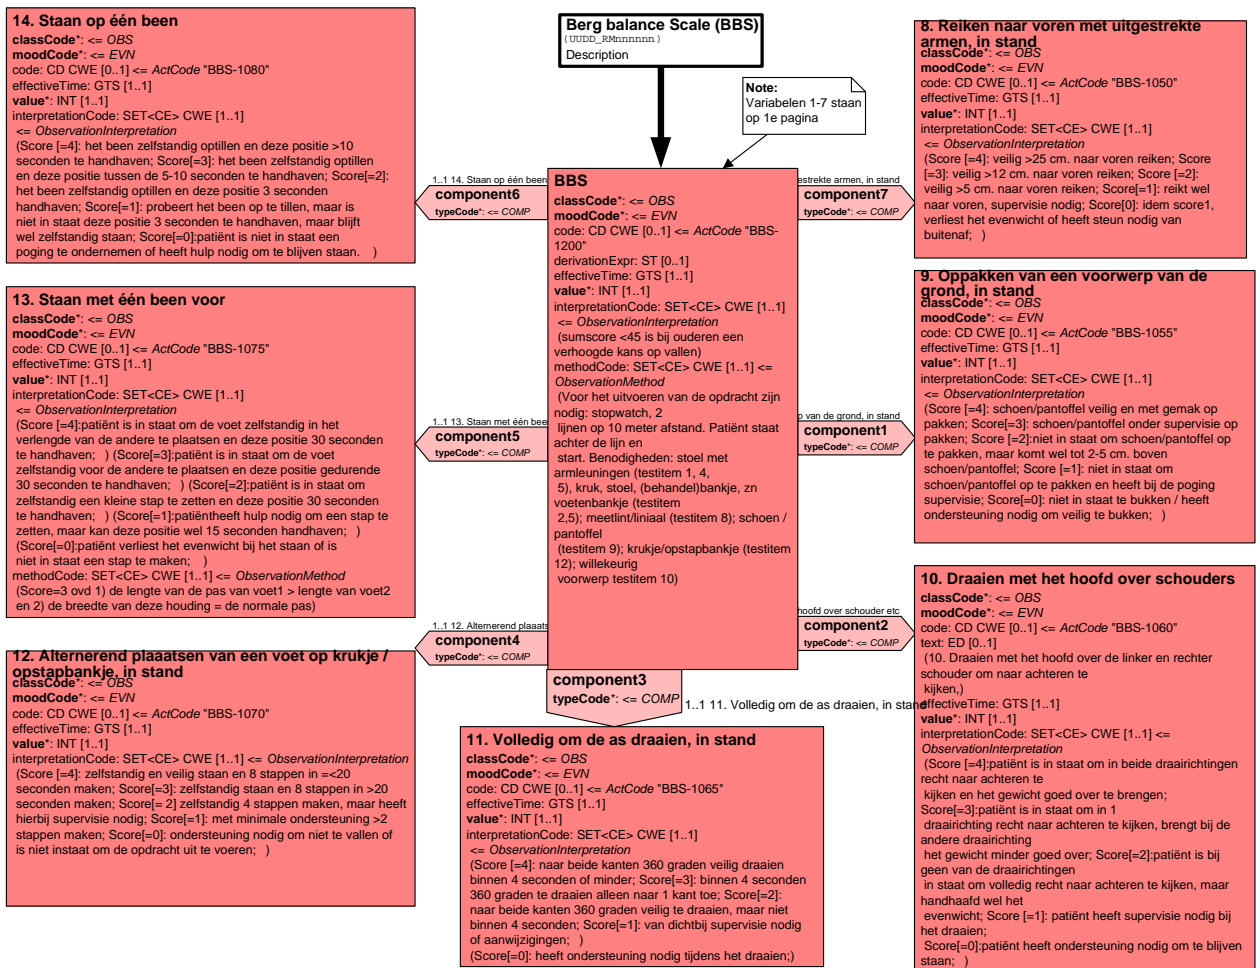 14. Staan op één been
classCode*: <= OBS
moodCode*: <= EVN
code: CD CWE [0..1] <= ActCode "BBS-1080"
effectiveTime: GTS [1..1]
value*: INT [1..1]
interpretationCode: SET<CE> CWE [1..1]
<= ObservationInterpretation
(Score [=4]: het been zelfstandig optillen en deze positie >10
seconden te handhaven; Score[=3]: het been zelfstandig optillen
en deze positie tussen de 5-10 seconden te handhaven; Score[=2]:
het been zelfstandig optillen en deze positie 3 seconden
handhaven; Score[=1]: probeert het been op te tillen, maar is
niet in staat deze positie 3 seconden te handhaven, maar blijft
wel zelfstandig staan; Score[=0]:patiënt is niet in staat een
poging te ondernemen of heeft hulp nodig om te blijven staan. )
13. Staan met één been voor
classCode*: <= OBS
moodCode*: <= EVN
code: CD CWE [0..1] <= ActCode "BBS-1075"
effectiveTime: GTS [1..1]
value*: INT [1..1]
interpretationCode: SET<CE> CWE [1..1]
<= ObservationInterpretation
(Score [=4]:patiënt is in staat om de voet zelfstandig in het
verlengde van de andere te plaatsen en deze positie 30 seconden
te handhaven; ) (Score[=3]:patiënt is in staat om de voet
zelfstandig voor de andere te plaatsen en deze positie gedurende
30 seconden te handhaven; ) (Score[=2]:patiënt is in staat om
zelfstandig een kleine stap te zetten en deze positie 30 seconden
te handhaven; ) (Score[=1]:patiëntheeft hulp nodig om een stap te
zetten, maar kan deze positie wel 15 seconden handhaven; )
(Score[=0]:patiënt verliest het evenwicht bij het staan of is
niet in staat een stap te maken; )
methodCode: SET<CE> CWE [1..1] <= ObservationMethod
(Score=3 ovd 1) de lengte van de pas van voet1 > lengte van voet2
en 2) de breedte van deze houding = de normale pas)
12. Alternerend plaaatsen van een voet op krukje /
opstapbankje, in stand
classCode*: <= OBS
moodCode*: <= EVN
code: CD CWE [0..1] <= ActCode "BBS-1070"
effectiveTime: GTS [1..1]
value*: INT [1..1]
interpretationCode: SET<CE> CWE [1..1] <= ObservationInterpretation
(Score [=4]: zelfstandig en veilig staan en 8 stappen in =<20
seconden maken; Score[=3]: zelfstandig staan en 8 stappen in >20
seconden maken; Score[= 2] zelfstandig 4 stappen maken, maar heeft
hierbij supervisie nodig; Score[=1]: met minimale ondersteuning >2
stappen maken; Score[=0]: ondersteuning nodig om niet te vallen of
is niet instaat om de opdracht uit te voeren; )
Berg balance Scale (BBS)
(UUDD_RMnnnnnn)
Description
Note:
Variabelen 1-7 staan
op 1e pagina
1..1 14. Staan op één been
component6
typeCode*: <= COMP
1..1 13. Staan met één bee
component5
typeCode*: <= COMP
1..1 12. Alternerend plaaats
component4
typeCode*: <= COMP
BBS
classCode*: <= OBS
moodCode*: <= EVN
code: CD CWE [0..1] <= ActCode "BBS-
1200"
derivationExpr: ST [0..1]
effectiveTime: GTS [1..1]
value*: INT [1..1]
interpretationCode: SET<CE> CWE [1..1]
<= ObservationInterpretation
(sumscore <45 is bij ouderen een
verhoogde kans op vallen)
methodCode: SET<CE> CWE [1..1] <=
ObservationMethod
(Voor het uitvoeren van de opdracht zijn
nodig: stopwatch, 2
lijnen op 10 meter afstand. Patiënt staat
achter de lijn en
start. Benodigheden: stoel met
armleuningen (testitem 1, 4,
5), kruk, stoel, (behandel)bankje, zn
voetenbankje (testitem
2,5); meetlint/liniaal (testitem 8); schoen /
pantoffel
(testitem 9); krukje/opstapbankje (testitem
12); willekeurig
voorwerp testitem 10)
estrekte armen, in stand
component7
typeCode*: <= COMP
p van de grond, in stand
component1
typeCode*: <= COMP
hoofd over schouder etc
component2
typeCode*: <= COMP
component3
typeCode*: <= COMP
1..1 11. Volledig om de as draaien, in stand
11. Volledig om de as draaien, in stand
classCode*: <= OBS
moodCode*: <= EVN
code: CD CWE [0..1] <= ActCode "BBS-1065"
effectiveTime: GTS [1..1]
value*: INT [1..1]
interpretationCode: SET<CE> CWE [1..1]
<= ObservationInterpretation
(Score [=4]: naar beide kanten 360 graden veilig draaien
binnen 4 seconden of minder; Score[=3]: binnen 4 seconden
360 graden te draaien alleen naar 1 kant toe; Score[=2]:
naar beide kanten 360 graden veilig te draaien, maar niet
binnen 4 seconden; Score[=1]: van dichtbij supervisie nodig
of aanwijzigingen; )
(Score[=0]: heeft ondersteuning nodig tijdens het draaien;)
8. Reiken naar voren met uitgestrekte
armen, in stand
classCode*: <= OBS
moodCode*: <= EVN
code: CD CWE [0..1] <= ActCode "BBS-1050"
effectiveTime: GTS [1..1]
value*: INT [1..1]
interpretationCode: SET<CE> CWE [1..1]
<= ObservationInterpretation
(Score [=4]: veilig >25 cm. naar voren reiken; Score
[=3]: veilig >12 cm. naar voren reiken; Score [=2]:
veilig >5 cm. naar voren reiken; Score[=1]: reikt wel
naar voren, supervisie nodig; Score[0]: idem score1,
verliest het evenwicht of heeft steun nodig van
buitenaf; )
9. Oppakken van een voorwerp van de
grond, in stand
classCode*: <= OBS
moodCode*: <= EVN
code: CD CWE [0..1] <= ActCode "BBS-1055"
effectiveTime: GTS [1..1]
value*: INT [1..1]
interpretationCode: SET<CE> CWE [1..1]
<= ObservationInterpretation
(Score [=4]: schoen/pantoffel veilig en met gemak op
pakken; Score[=3]: schoen/pantoffel onder supervisie op
pakken; Score [=2]:niet in staat om schoen/pantoffel op
te pakken, maar komt wel tot 2-5 cm. boven
schoen/pantoffel; Score [=1]: niet in staat om
schoen/pantoffel op te pakken en heeft bij de poging
supervisie; Score[=0]: niet in staat te bukken / heeft
ondersteuning nodig om veilig te bukken; )
10. Draaien met het hoofd over schouders
classCode*: <= OBS
moodCode*: <= EVN
code: CD CWE [0..1] <= ActCode "BBS-1060"
text: ED [0..1]
(10. Draaien met het hoofd over de linker en rechter
schouder om naar achteren te
kijken,)
effectiveTime: GTS [1..1]
value*: INT [1..1]
interpretationCode: SET<CE> CWE [1..1] <=
ObservationInterpretation
(Score [=4]:patiënt is in staat om in beide draairichtingen
recht naar achteren te
kijken en het gewicht goed over te brengen;
Score[=3]:patiënt is in staat om in 1
draairichting recht naar achteren te kijken, brengt bij de
andere draairichting
het gewicht minder goed over; Score[=2]:patiënt is bij
geen van de draairichtingen
in staat om volledig recht naar achteren te kijken, maar
handhaafd wel het
evenwicht; Score [=1]: patiënt heeft supervisie nodig bij
het draaien;
Score[=0]:patiënt heeft ondersteuning nodig om te blijven
staan; )